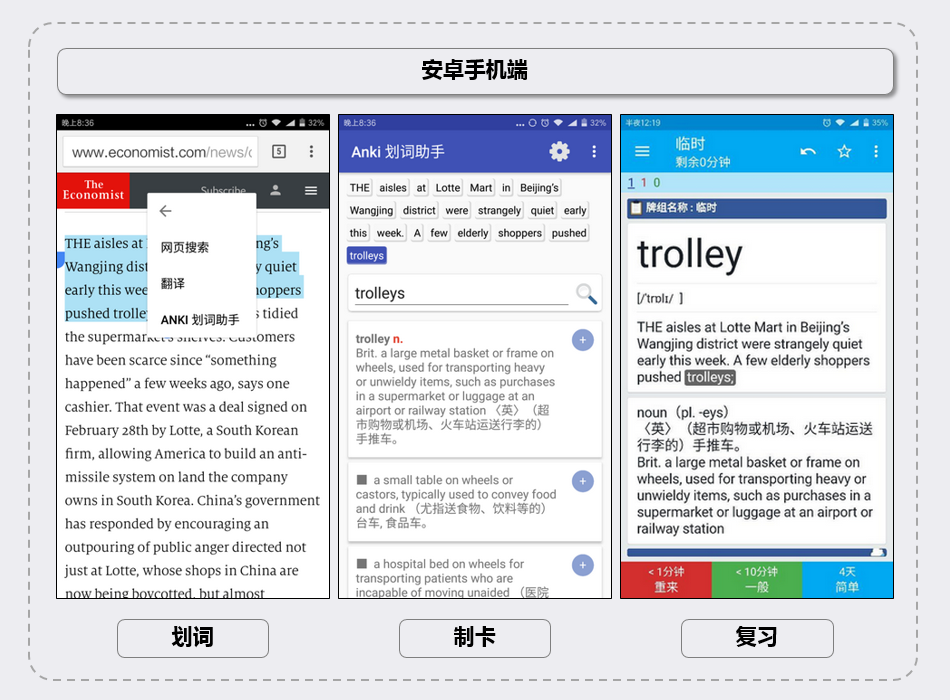 安卓手机端
晚上8:36
... 32%
www.economist.com/news/
5
The
Economist
Subscribe
网页搜索
翻译
ANKI 划词助手
THE aisles at
ng's
Wangjing dist
y quiet
early this wee
hoppers
pushed trolle
s tidied
the supermarket's shelves. Customers
have been scarce since “something
happened” a few weeks ago, says one
cashier. That event was a deal signed on
February 28th by Lotte, a South Korean
firm, allowing America to build an anti-
missile system on land the company
owns in South Korea. China's government
has responded by encouraging an
outpouring of public anger directed not
just at Lotte, whose shops in China are
now being boycotted, but almost
划词
晚上8:36
... 32%
Anki 划词助手
THE aisles at Lotte Mart in Beijing's
Wangjing district were strangely quiet early
this week. A few elderly shoppers pushed
trolleys
trolleys
trolley n.
Brit. a large metal basket or frame on
wheels, used for transporting heavy
or unwieldy items, such as purchases
in a supermarket or luggage at an
airport or railway station 〈英〉（超
市购物或机场、火车站运送行李的）
手推车。
■ a small table on wheels or
castors, typically used to convey food
and drink （尤指送食物、饮料等的）
台车, 食品车。
■ a hospital bed on wheels for
transporting patients who are
incapable of moving unaided （医院
制卡
半夜12:19
35%
临时
剩余0分钟
1 1 0
牌组名称 : 临时
trolley
[/'trɒlɪ/ ]
THE aisles at Lotte Mart in Beijing's
Wangjing district were strangely quiet
early this week. A few elderly shoppers
pushed trolleys;
noun（pl. -eys）
〈英〉（超市购物或机场、火车站运送
行李的）手推车。
Brit. a large metal basket or frame on
wheels, used for transporting heavy or
unwieldy items, such as purchases in a
supermarket or luggage at an airport or
railway station
< 1分钟
重来
< 10分钟
一般
4天
简单
复习